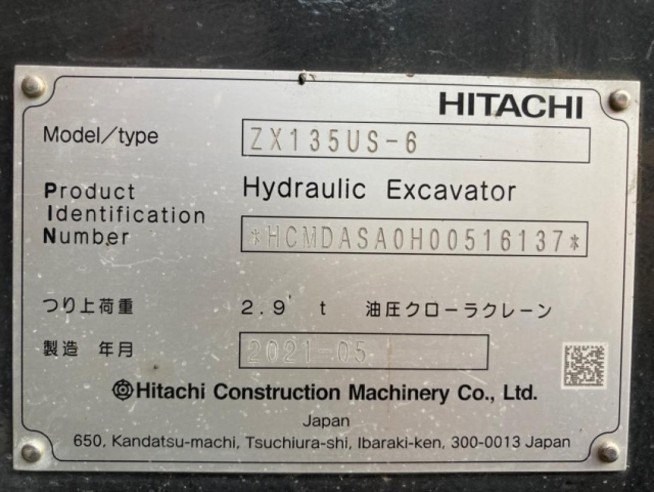 HITACHI
Model/type ZX135US-6
Product Hydraulic Excavator
Identification
Number *HCMDASA0H00516137*
つり上荷重 2.9 t 油圧クローラクレーン
製造 年月 2021-05
Hitachi Construction Machinery Co., Ltd.
Japan
650, Kandatsu-machi, Tsuchiura-shi, Ibaraki-ken, 300-0013 Japan